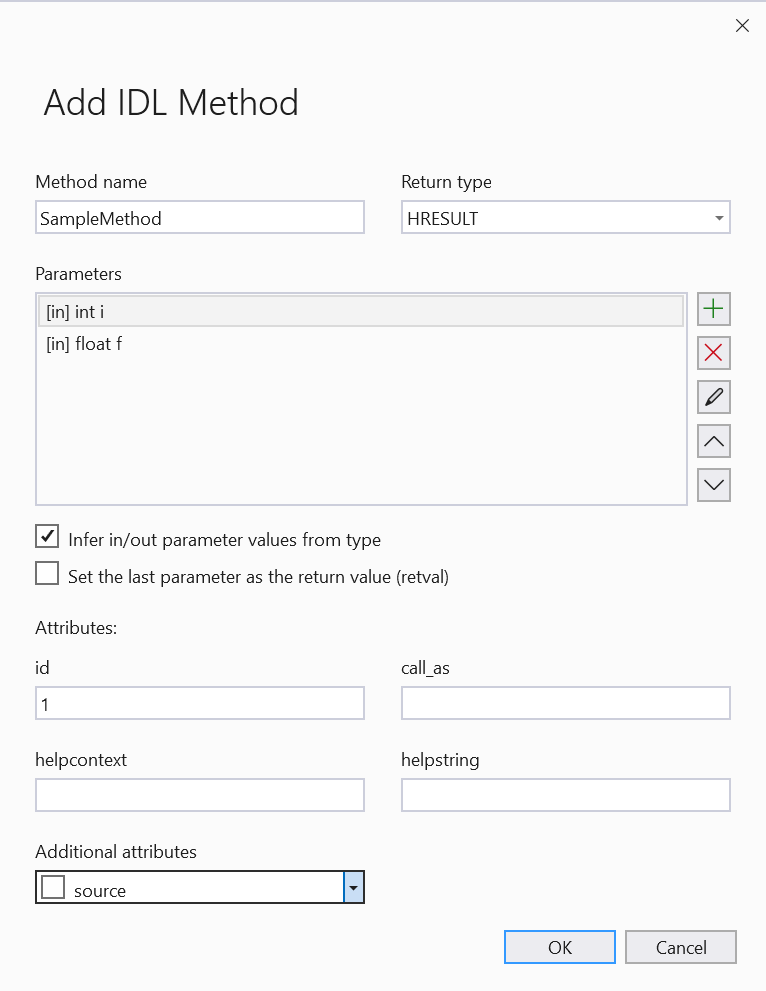 Add IDL Method
Method name
Return type
SampleMethod
HRESULT
Parameters
[in] int i
[in] float f
Infer in/out parameter values from type
Set the last parameter as the return value (retval)
Attributes:
id
call_as
1
helpcontext
helpstring
Additional attributes
source
OK
Cancel